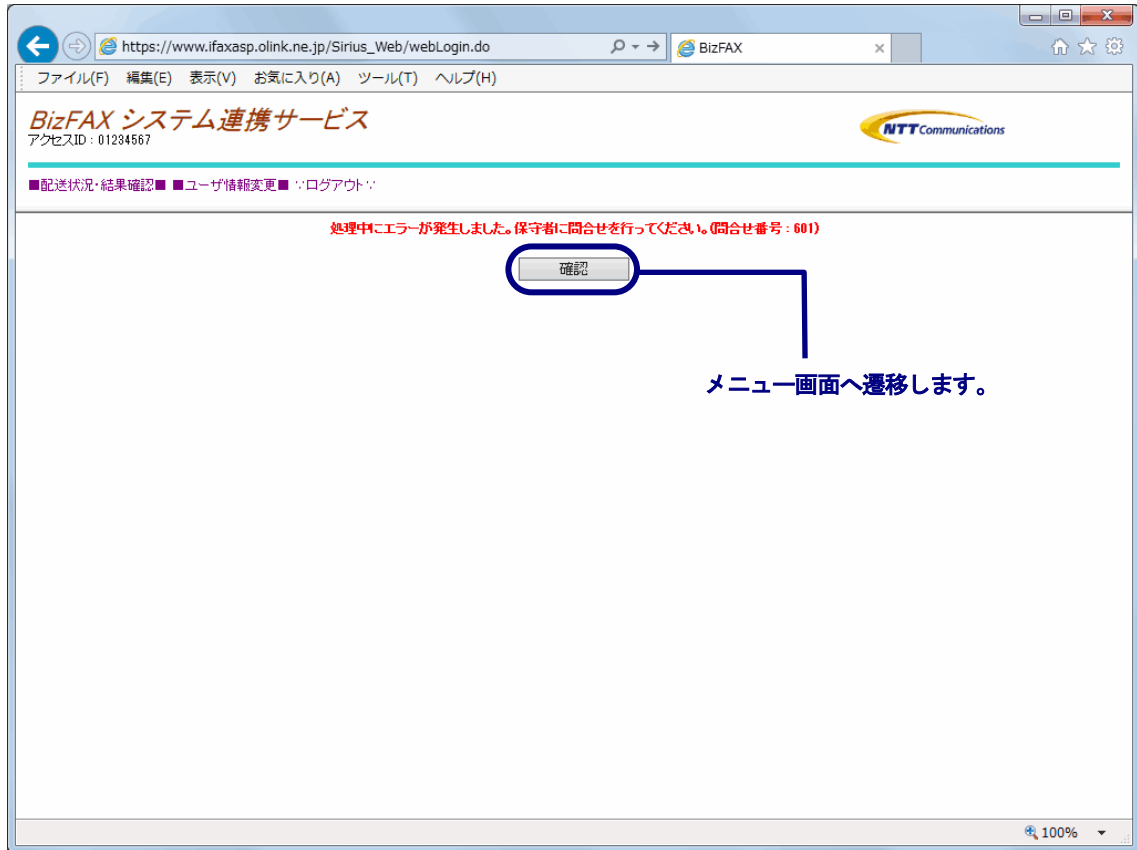 https://www.ifaxasp.olink.ne.jp/Sirius_Web/webLogin.do
BizFAX
ファイル(F) 編集(E) 表示(V) お気に入り(A) ツール(T) ヘルプ(H)
BizFAX システム連携サービス
アクセスID : 01234567
NTT Communications
■配送状況・結果確認■ ■ユーザ情報変更■ ∵ログアウト∵
処理中にエラーが発生しました。保守者に問合せを行ってください。(問合せ番号 : 601)
確認
メニュー画面へ遷移します。
100%